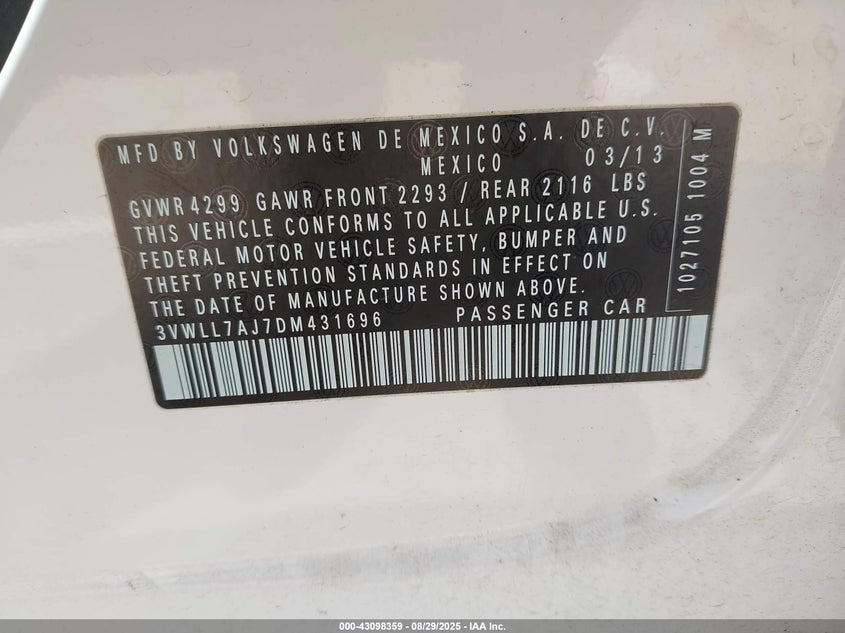 MFD BY VOLKSWAGEN DE MEXICO S.A. DE C.V.
MEXICO 03/13
GVWR 4299 GAWR FRONT 2293 / REAR 2116 LBS
THIS VEHICLE CONFORMS TO ALL APPLICABLE U.S.
FEDERAL MOTOR VEHICLE SAFETY, BUMPER AND
THEFT PREVENTION STANDARDS IN EFFECT ON
THE DATE OF MANUFACTURE SHOWN ABOVE.
3VWLL7AJ7DM431696 PASSENGER CAR
1027105 1004 M
000-43098359 | 08/29/2025 | IAA Inc.